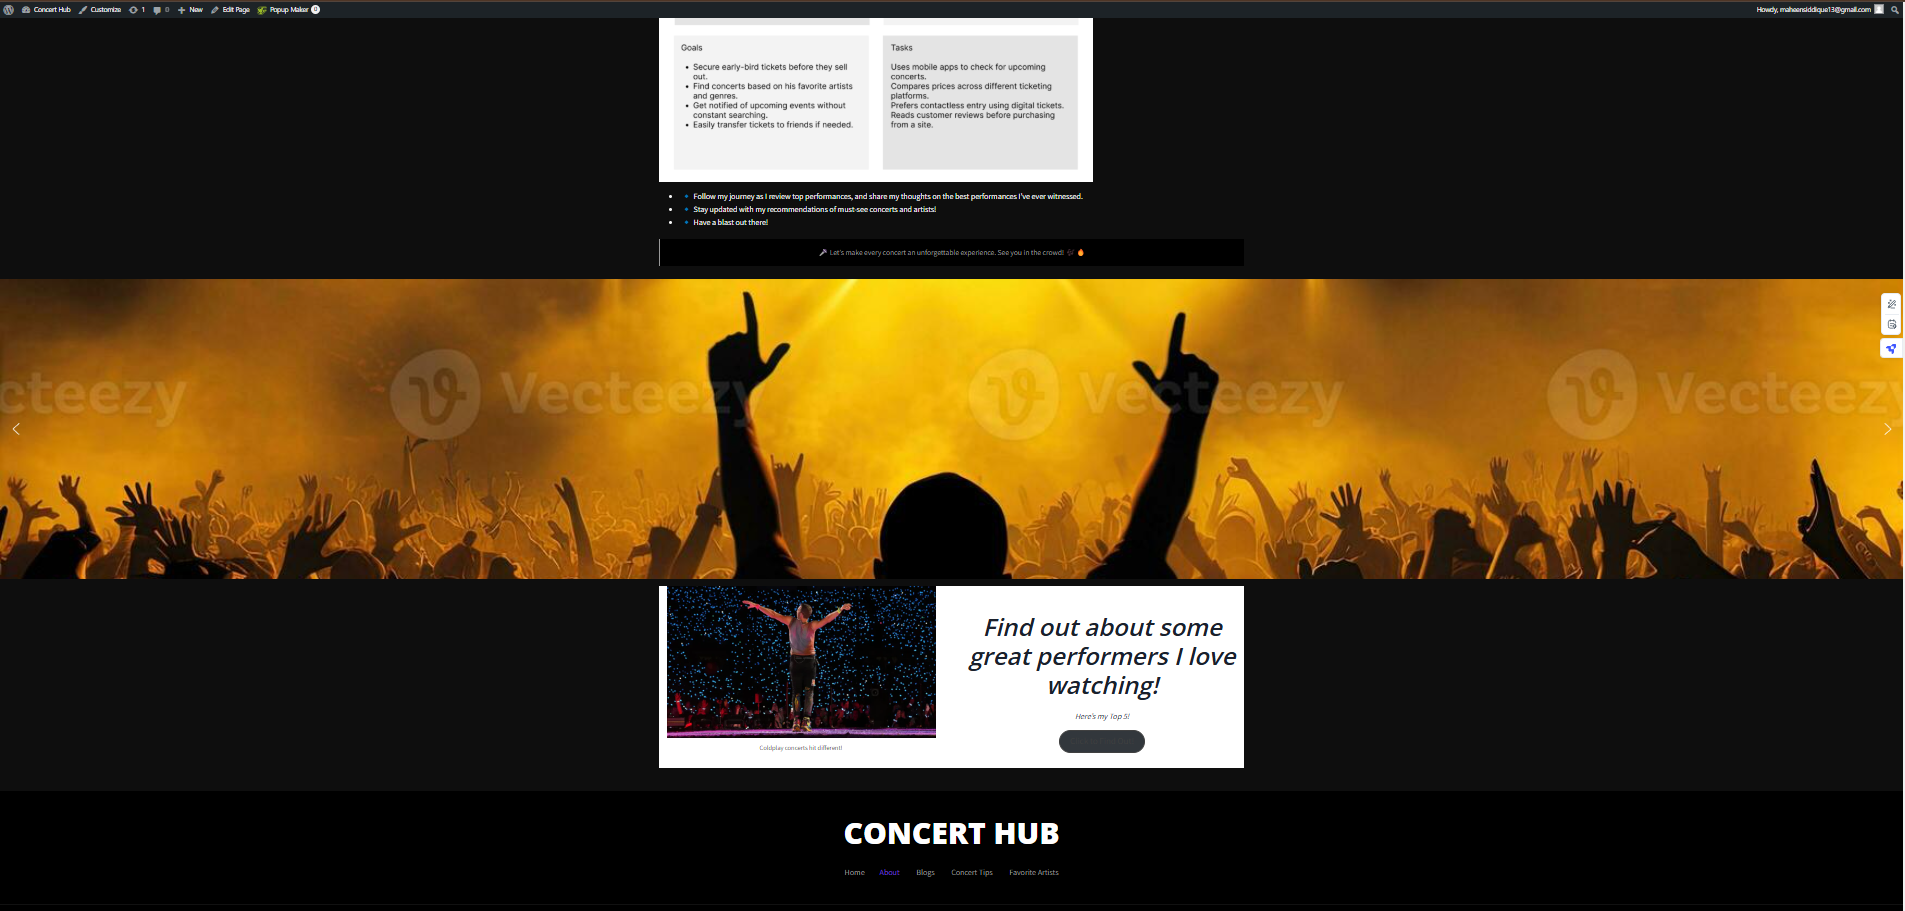 Concert Hub Customize 1 0 New Edit Page Popup Maker 0 Howdy, maheensiddique13@gmail.com
Goals
• Secure early-bird tickets before they sell
out.
• Find concerts based on his favorite artists
and genres.
• Get notified of upcoming events without
constant searching.
• Easily transfer tickets to friends if needed.
Tasks
Uses mobile apps to check for upcoming
concerts.
Compares prices across different ticketing
platforms.
Prefers contactless entry using digital tickets.
Reads customer reviews before purchasing
from a site.
• Follow my journey as I review top performances, and share my thoughts on the best performances I've ever witnessed.
• Stay updated with my recommendations of must-see concerts and artists!
• Have a blast out there!
🎤 Let's make every concert an unforgettable experience. See you in the crowd! 🎸 🔥
cteezy Vecteezy Vecteezy Vecteezy
Coldplay concerts hit different!
Find out about some
great performers I love
watching!
Here's my Top 5!
CONCERT HUB
Home About Blogs Concert Tips Favorite Artists